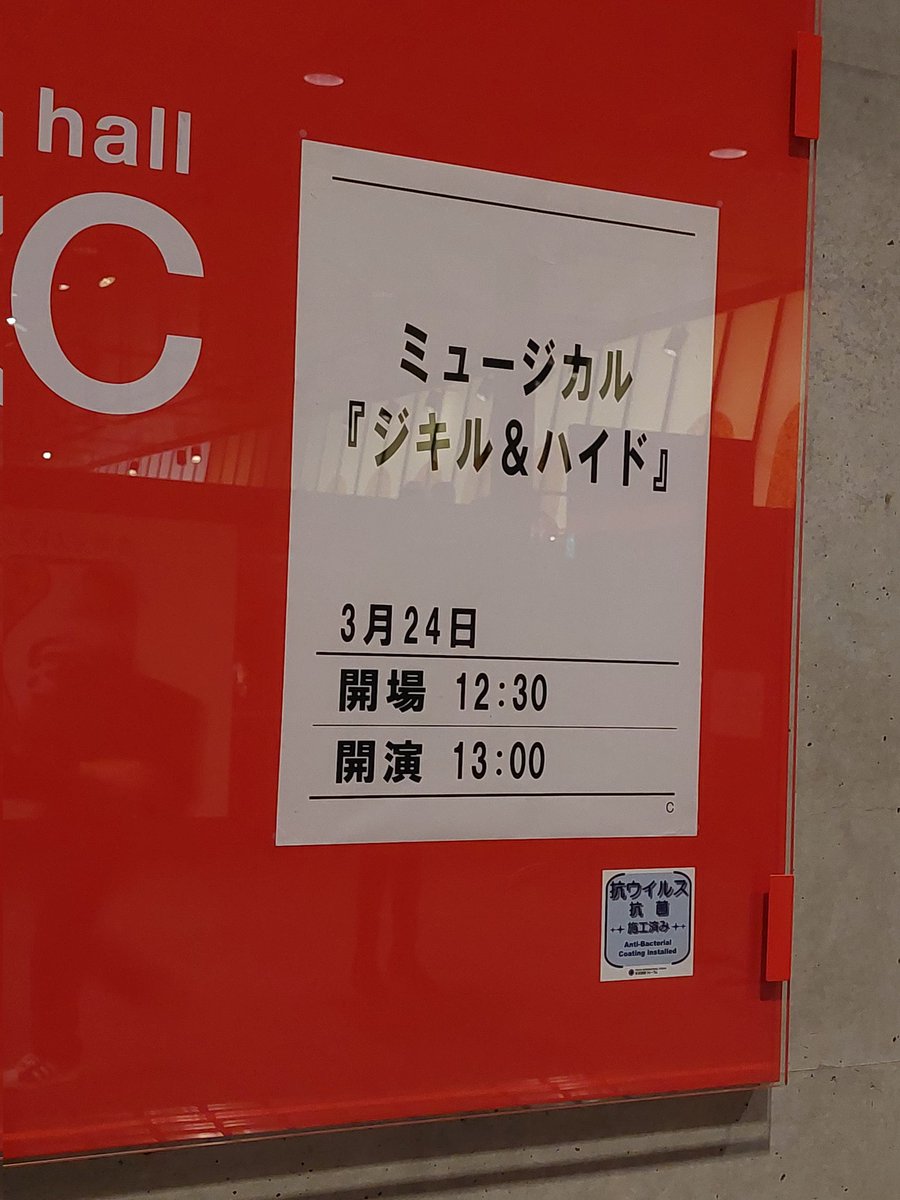 hall
C
ミュージカル
『ジキル&ハイド』
3月24日
開場 12:30
開演 13:00
C
抗ウイルス
抗菌
施工済み
Anti-Bacterial
Coating installed